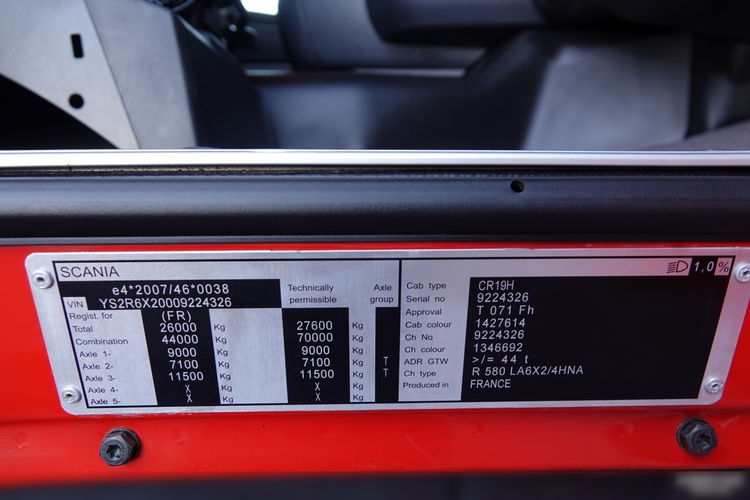 SCANIA
e4*2007/46*0038
VIN YS2R6X20009224326
Technically permissible
Axle group
Regist. for (FR)
Total 26000 Kg 27600 Kg
Combination 44000 Kg 70000 Kg
Axle 1- 9000 Kg 9000 Kg
Axle 2- 7100 Kg 7100 Kg T
Axle 3- 11500 Kg 11500 Kg T
Axle 4- X Kg X Kg
Axle 5- X Kg X Kg
1,0 %
Cab type CR19H
Serial no 9224326
Approval T 071 Fh
Cab colour 1427614
Ch No 9224326
Ch colour 1346692
ADR GTW >/= 44 t
Ch type R 580 LA6X2/4HNA
Produced in FRANCE